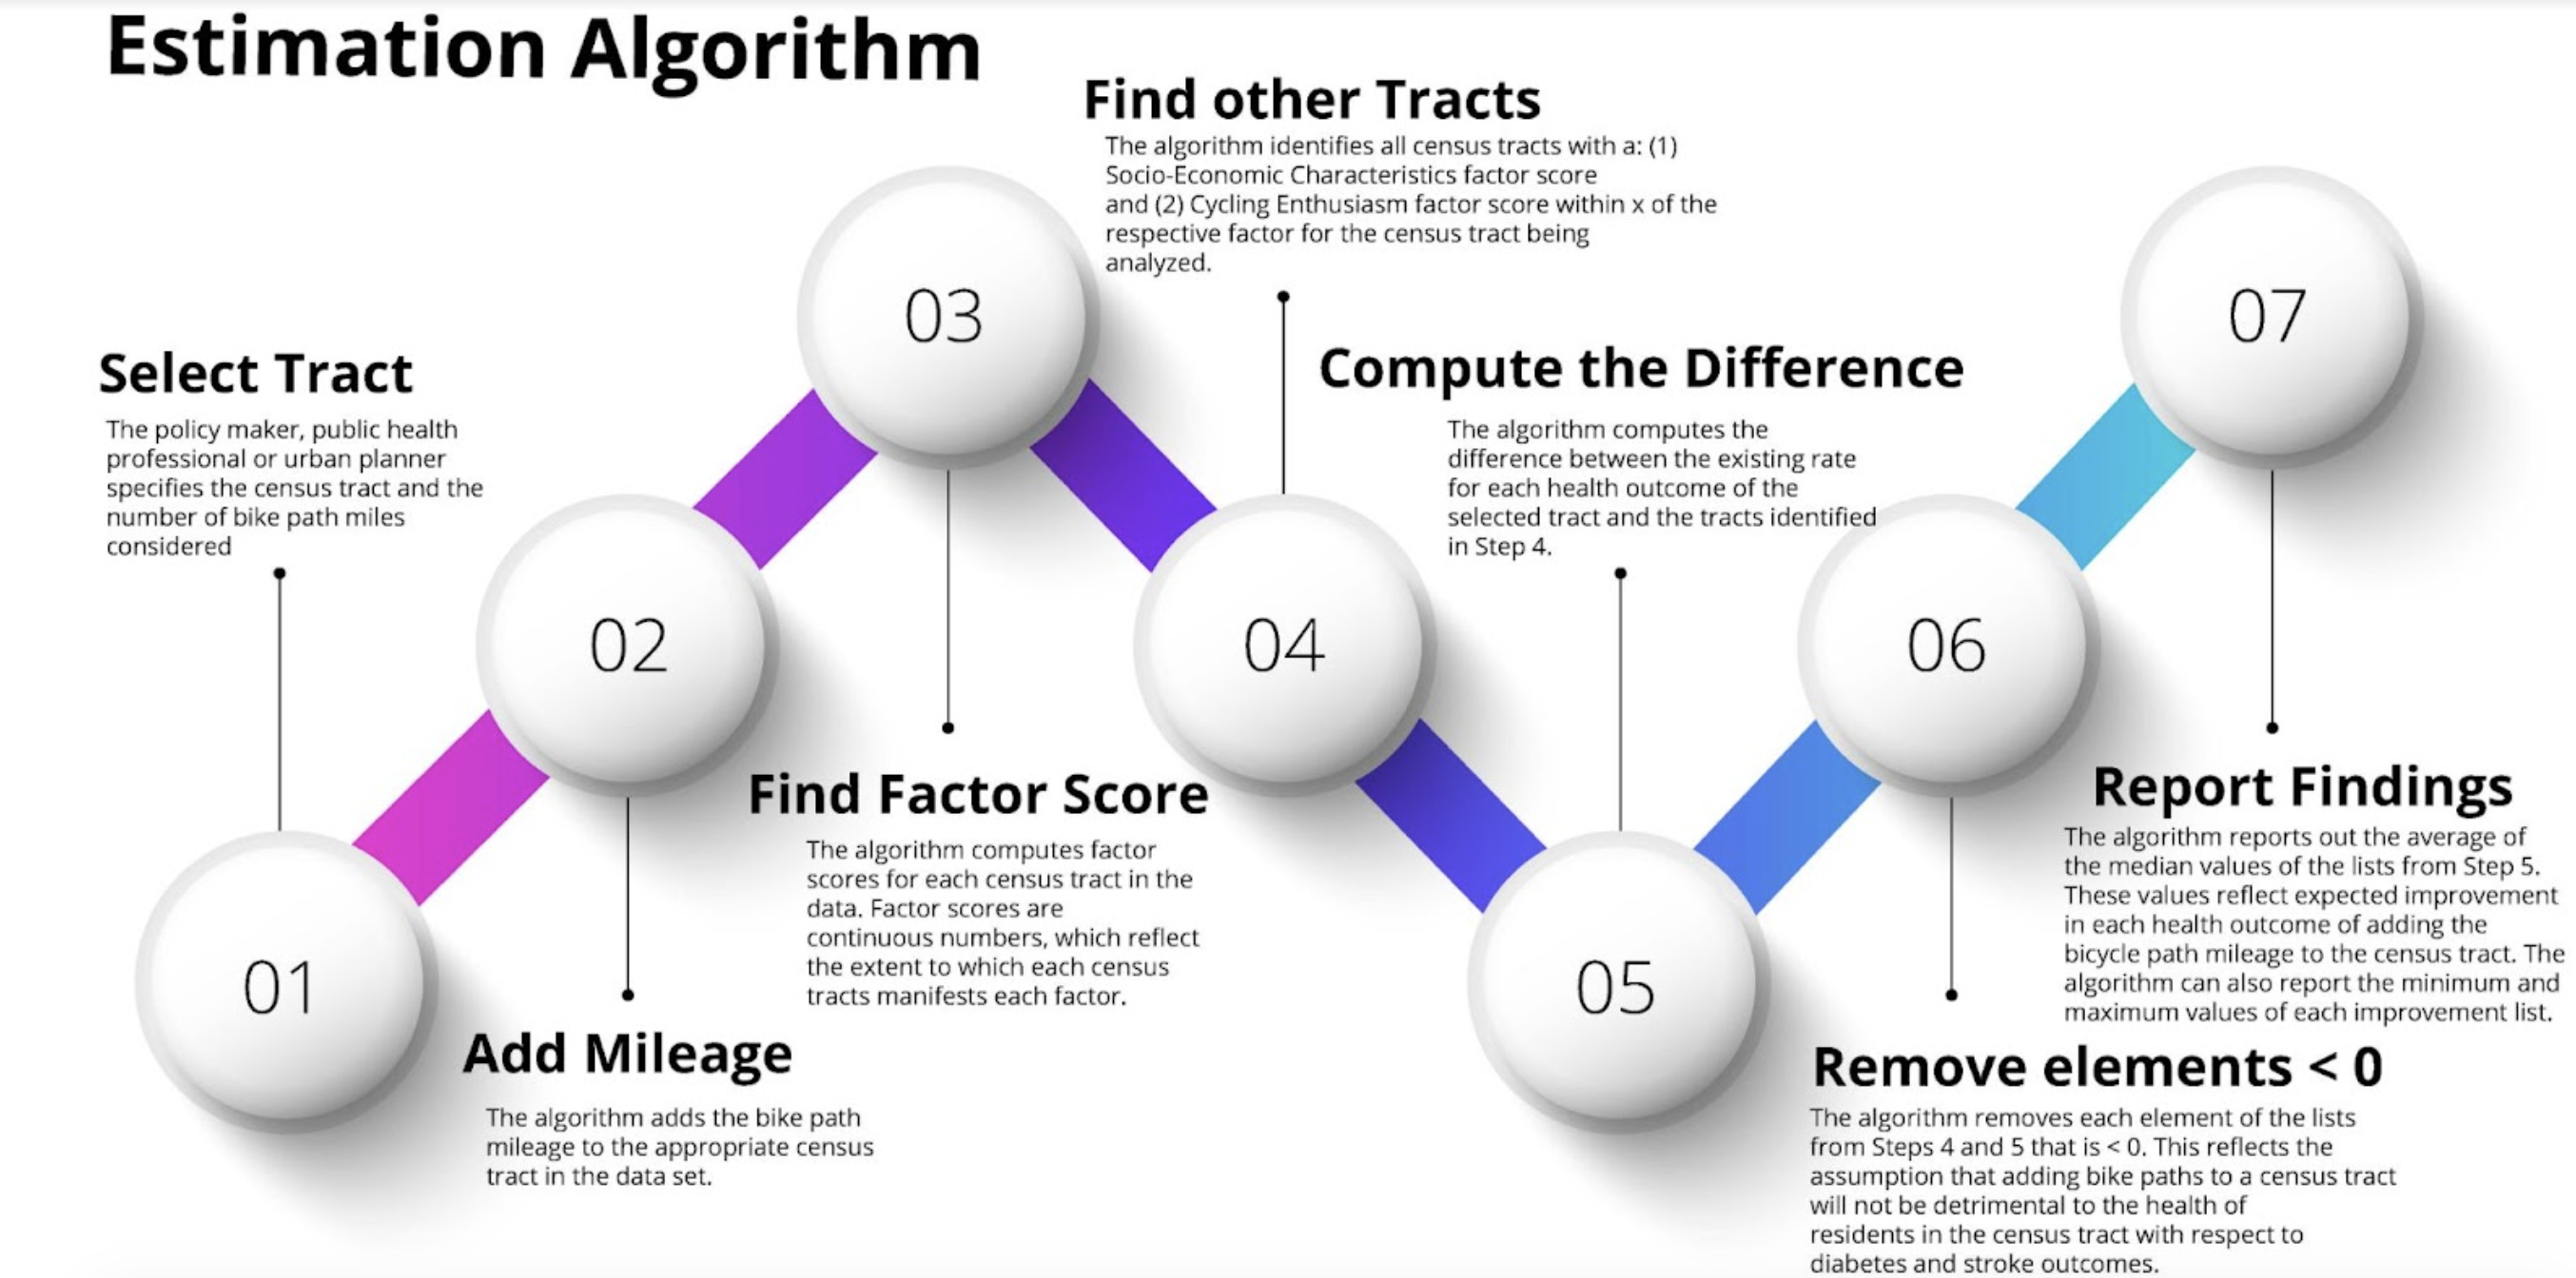 Estimation Algorithm
01
Select Tract
The policy maker, public health
professional or urban planner
specifies the census tract and the
number of bike path miles
considered
02
Add Mileage
The algorithm adds the bike path
mileage to the appropriate census
tract in the data set.
03
Find Factor Score
The algorithm computes factor
scores for each census tract in the
data. Factor scores are
continuous numbers, which reflect
the extent to which each census
tracts manifests each factor.
04
Find other Tracts
The algorithm identifies all census tracts with a: (1)
Socio-Economic Characteristics factor score
and (2) Cycling Enthusiasm factor score within x of the
respective factor for the census tract being
analyzed.
05
Compute the Difference
The algorithm computes the
difference between the existing rate
for each health outcome of the
selected tract and the tracts identified
in Step 4.
06
Remove elements < 0
The algorithm removes each element of the lists
from Steps 4 and 5 that is < 0. This reflects the
assumption that adding bike paths to a census tract
will not be detrimental to the health of
residents in the census tract with respect to
diabetes and stroke outcomes.
07
Report Findings
The algorithm reports out the average of
the median values of the lists from Step 5.
These values reflect expected improvement
in each health outcome of adding the
bicycle path mileage to the census tract. The
algorithm can also report the minimum and
maximum values of each improvement list.